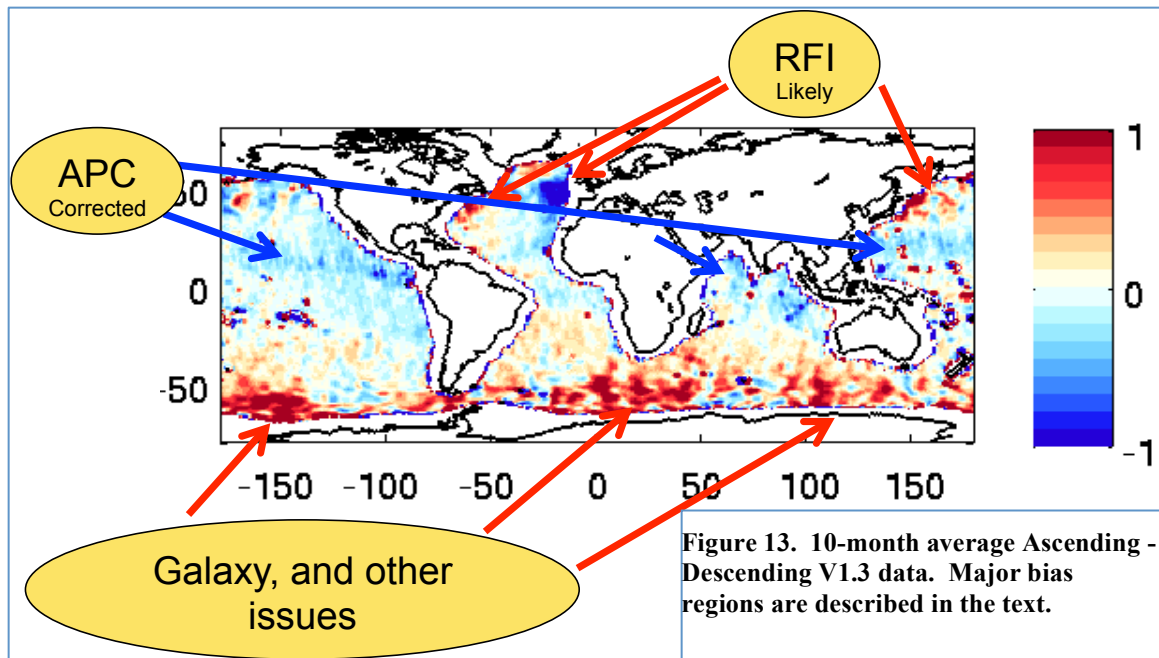 RFI
Likely
APC
Corrected
50
0
-50
-150 -100 -50 0 50 100 150
1
0
-1
Galaxy, and other
issues
Figure 13. 10-month average Ascending -
Descending V1.3 data. Major bias
regions are described in the text.